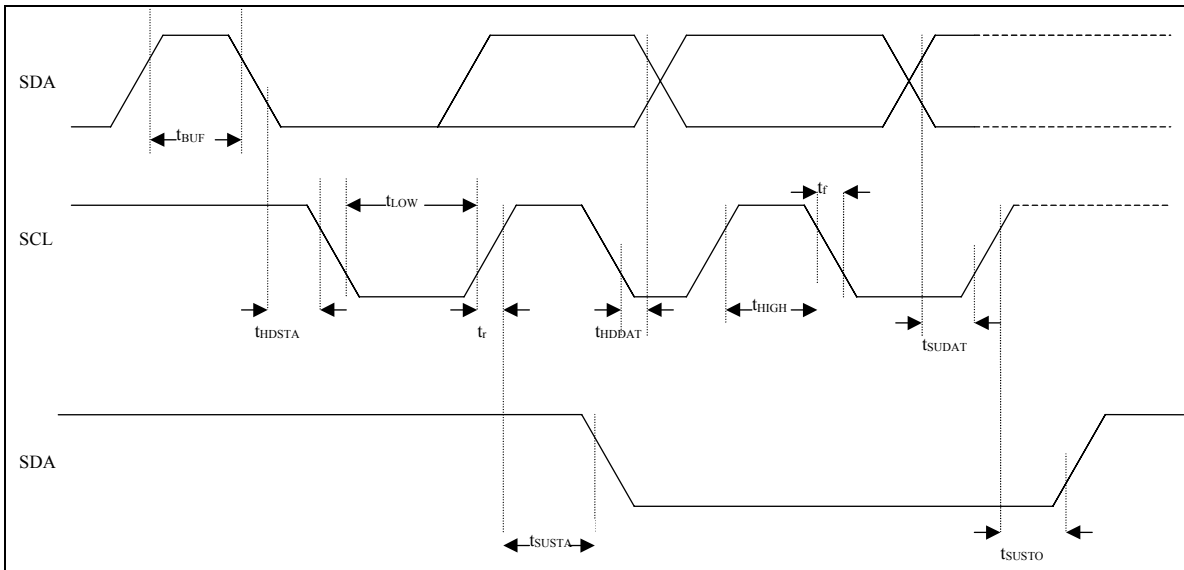 SDA
tBUF
tf
tLOW
SCL
tHDSTA
tr
tHDDAT
tHIGH
tSUDAT
SDA
tSUSTA
tSUSTO